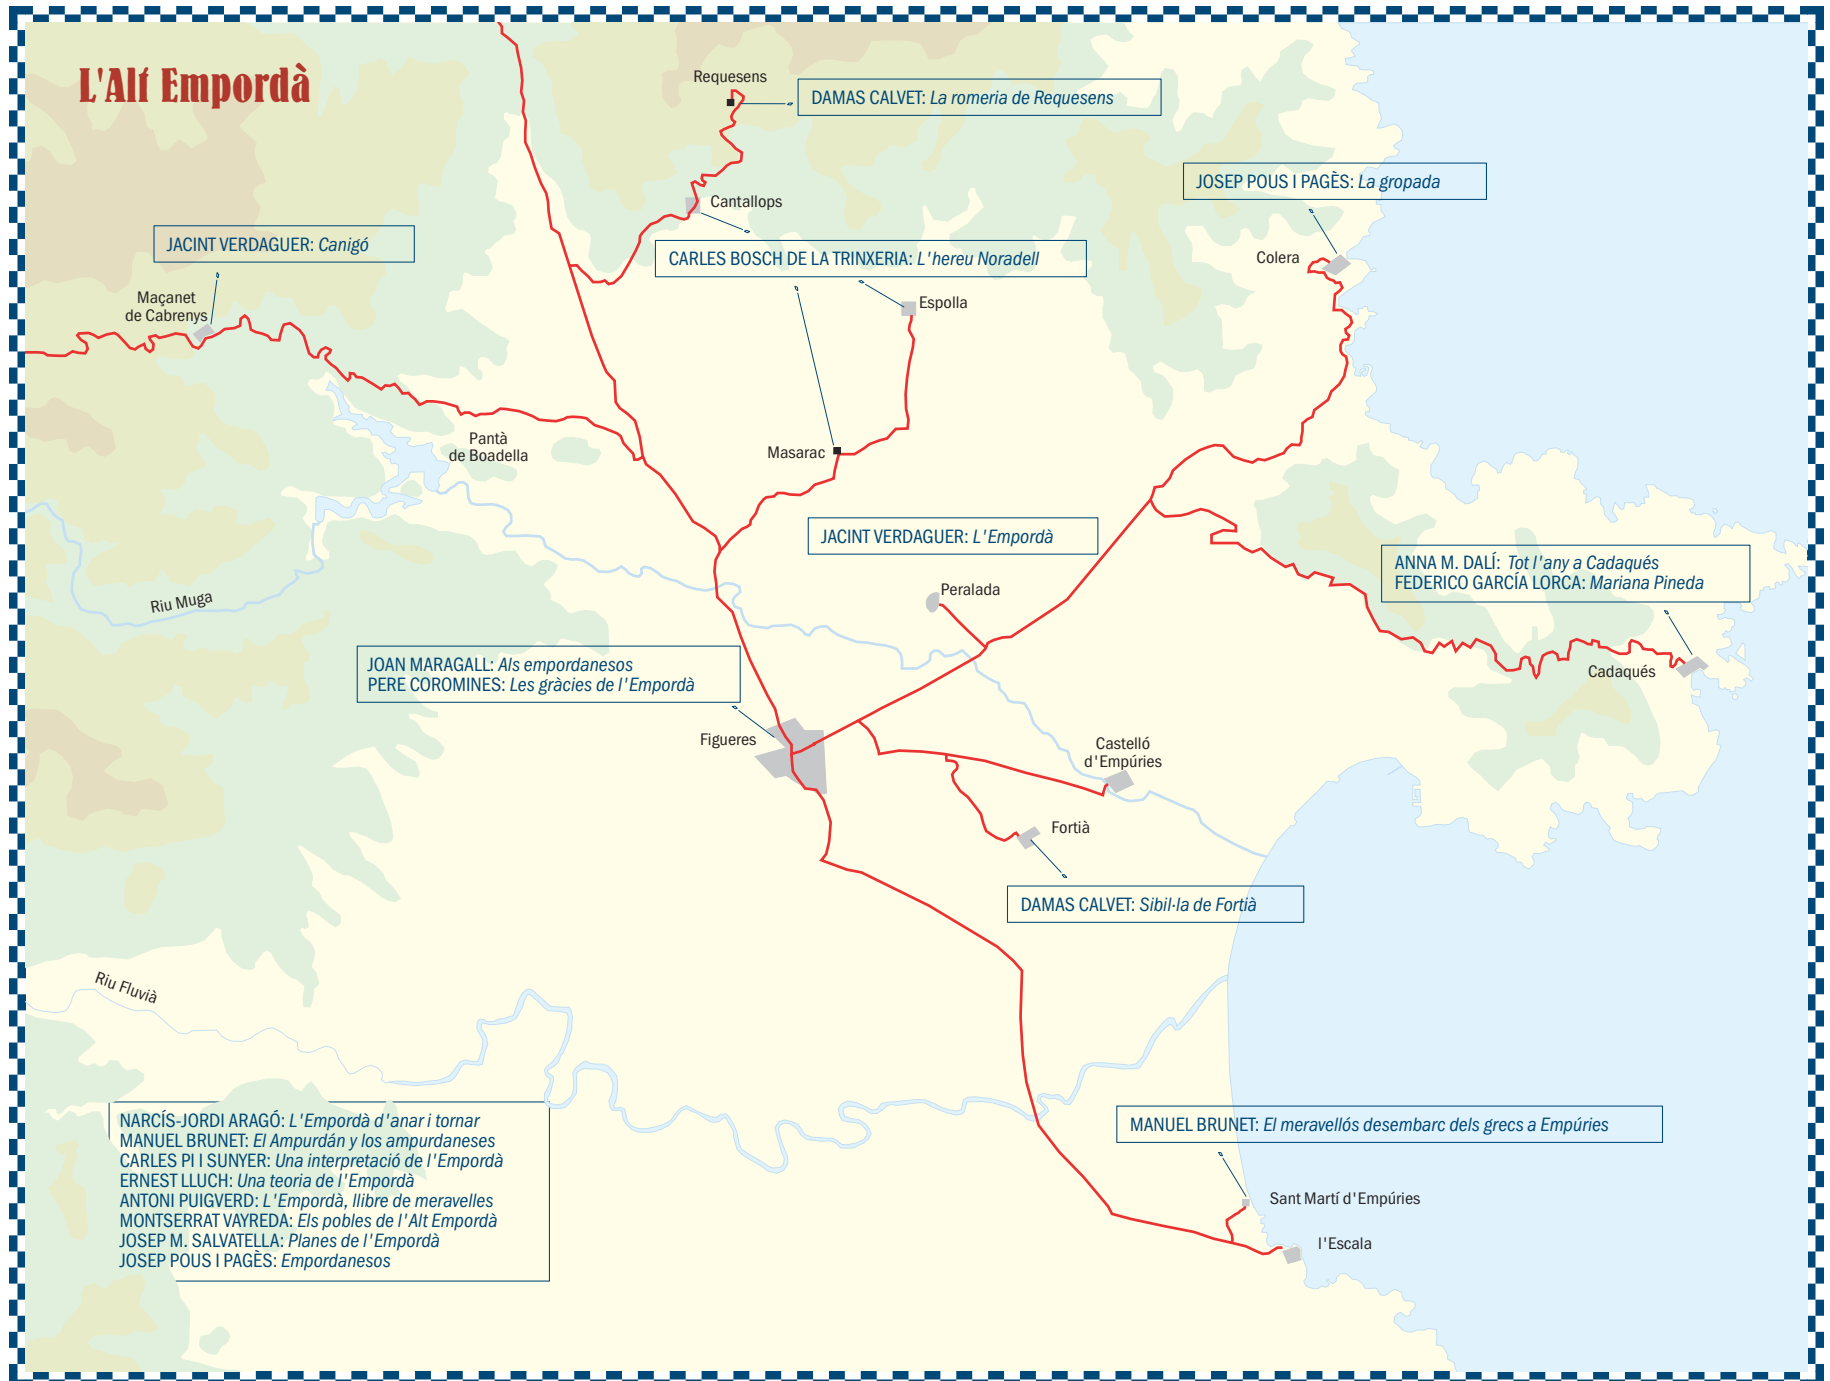 L'Alt Empordà
Requesens
DAMAS CALVET: La romeria de Requesens
JOSEP POUS I PAGÈS: La gropada
Cantallops
JACINT VERDAGUER: Canigó
CARLES BOSCH DE LA TRINXERIA: L'hereu Noradell
Colera
Maçanet
de Cabrenys
Espolla
Pantà
de Boadella
Masarac
JACINT VERDAGUER: L'Empordà
ANNA M. DALÍ: Tot l'any a Cadaqués
FEDERICO GARCÍA LORCA: Mariana Pineda
Peralada
Riu Muga
JOAN MARAGALL: Als empordanesos
PERE COROMINES: Les gràcies de l'Empordà
Cadaqués
Figueres
Castelló
d'Empúries
Fortià
DAMAS CALVET: Sibil·la de Fortià
Riu Fluvià
NARCÍS-JORDI ARAGÓ: L'Empordà d'anar i tornar
MANUEL BRUNET: El Ampurdán y los ampurdaneses
CARLES PI I SUNYER: Una interpretació de l'Empordà
ERNEST LLUCH: Una teoria de l'Empordà
ANTONI PUIGVERD: L'Empordà, llibre de meravelles
MONTSERRAT VAYREDA: Els pobles de l'Alt Empordà
JOSEP M. SALVATELLA: Planes de l'Empordà
JOSEP POUS I PAGÈS: Empordanesos
MANUEL BRUNET: El meravellós desembarc dels grecs a Empúries
Sant Martí d'Empúries
l'Escala